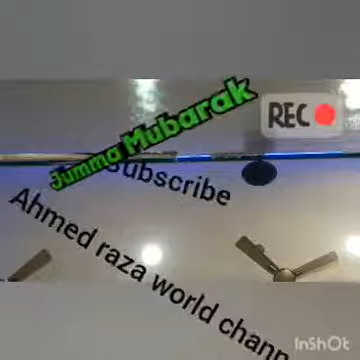 Jumma Mubarak
REC
Subscribe
Ahmed raza world chann
InShOt